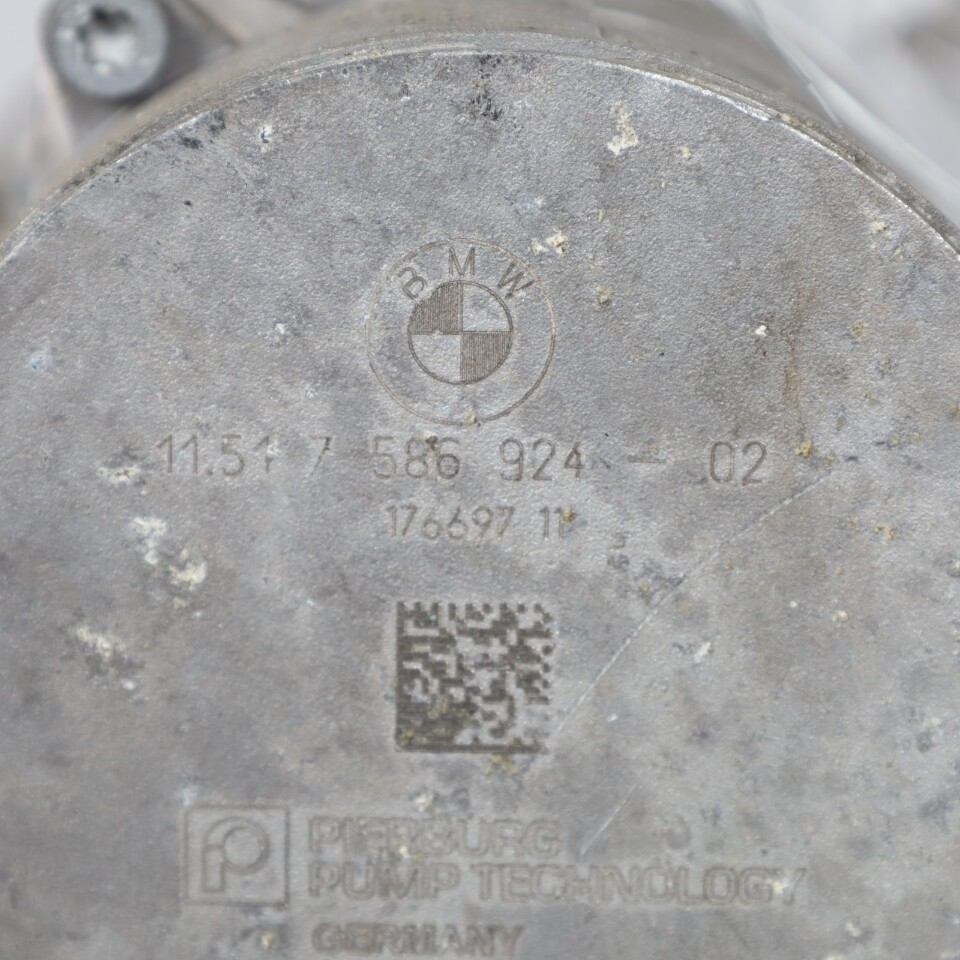 BMW
11.51 7 586 924 - 02
176697 11
PIERBURG
PUMP TECHNOLOGY
GERMANY